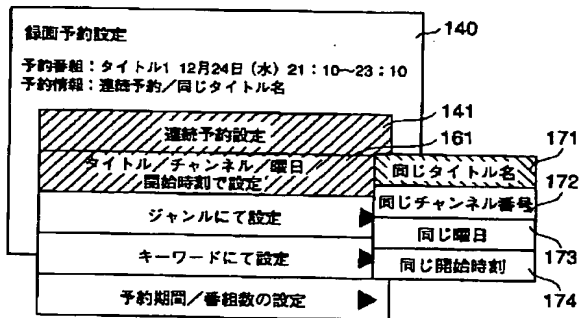 録画予約設定
140
予約番組：タイトル1 12月24日（水）21：10〜23：10
予約情報：連続予約／同じタイトル名
141
連続予約設定
161
171
タイトル／チャンネル／曜日
開始時刻で設定
同じタイトル名
172
同じチャンネル番号
ジャンルにて設定
同じ曜日
173
キーワードにて設定
同じ開始時刻
174
予約期間／番組数の設定